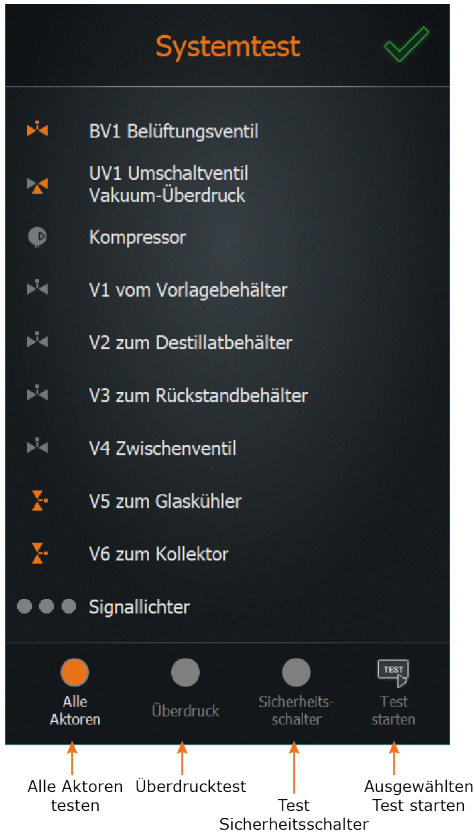 Systemtest
BV1 Belüftungsventil
UV1 Umschaltventil
Vakuum-Überdruck
Kompressor
V1 vom Vorlagebehälter
V2 zum Destillatbehälter
V3 zum Rückstandbehälter
V4 Zwischenventil
V5 zum Glaskühler
V6 zum Kollektor
Signallichter
TEST
Alle
Aktoren
Überdruck
Sicherheits-
schalter
Test
starten
Alle Aktoren
testen
Überdrucktest
Test
Sicherheitsschalter
Ausgewählten
Test starten